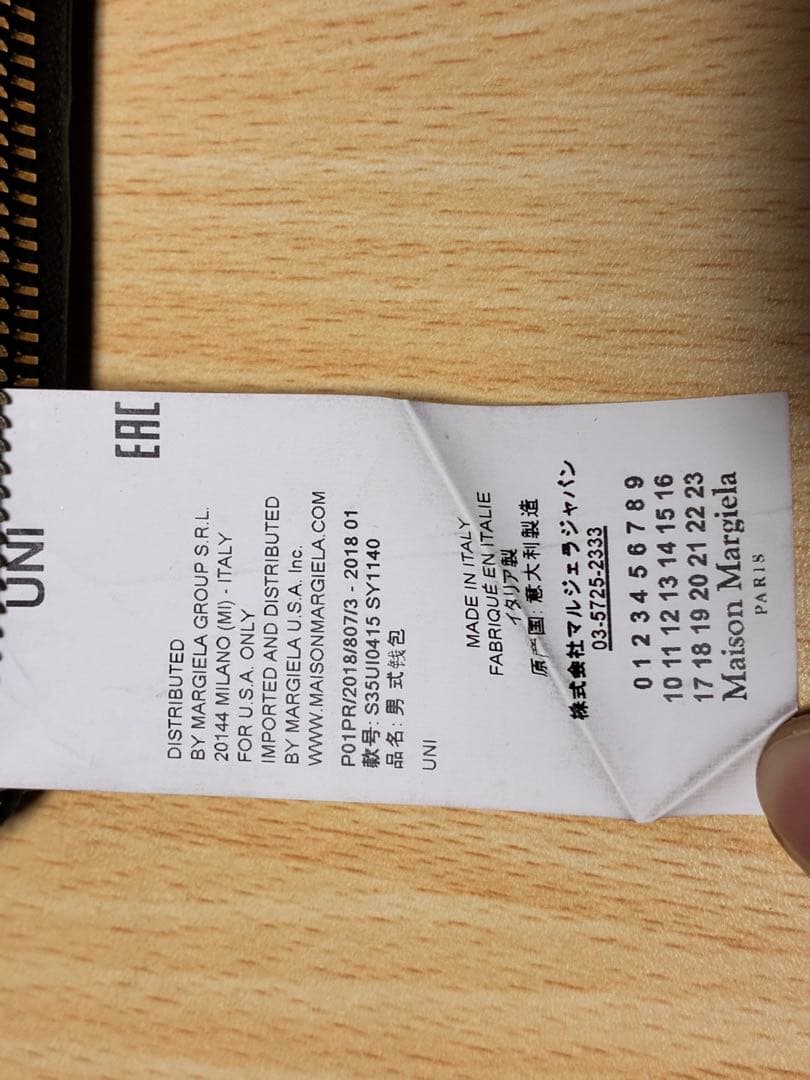 UNI
EAC
DISTRIBUTED
BY MARGIELA GROUP S.R.L.
20144 MILANO (MI) - ITALY
FOR U.S.A. ONLY
IMPORTED AND DISTRIBUTED
BY MARGIELA U.S.A. Inc.
WWW.MAISONMARGIELA.COM
P01PR/2018/807/3 - 2018 01
款号: S35UI0415 SY1140
品名: 男 式钱包
UNI
MADE IN ITALY
FABRIQUÉ EN ITALIE
イタリア製
原产国: 意大利製造
株式会社マルジェラジャパン
03-5725-2333
0 1 2 3 4 5 6 7 8 9
10 11 12 13 14 15 16
17 18 19 20 21 22 23
Maison Margiela
PARIS